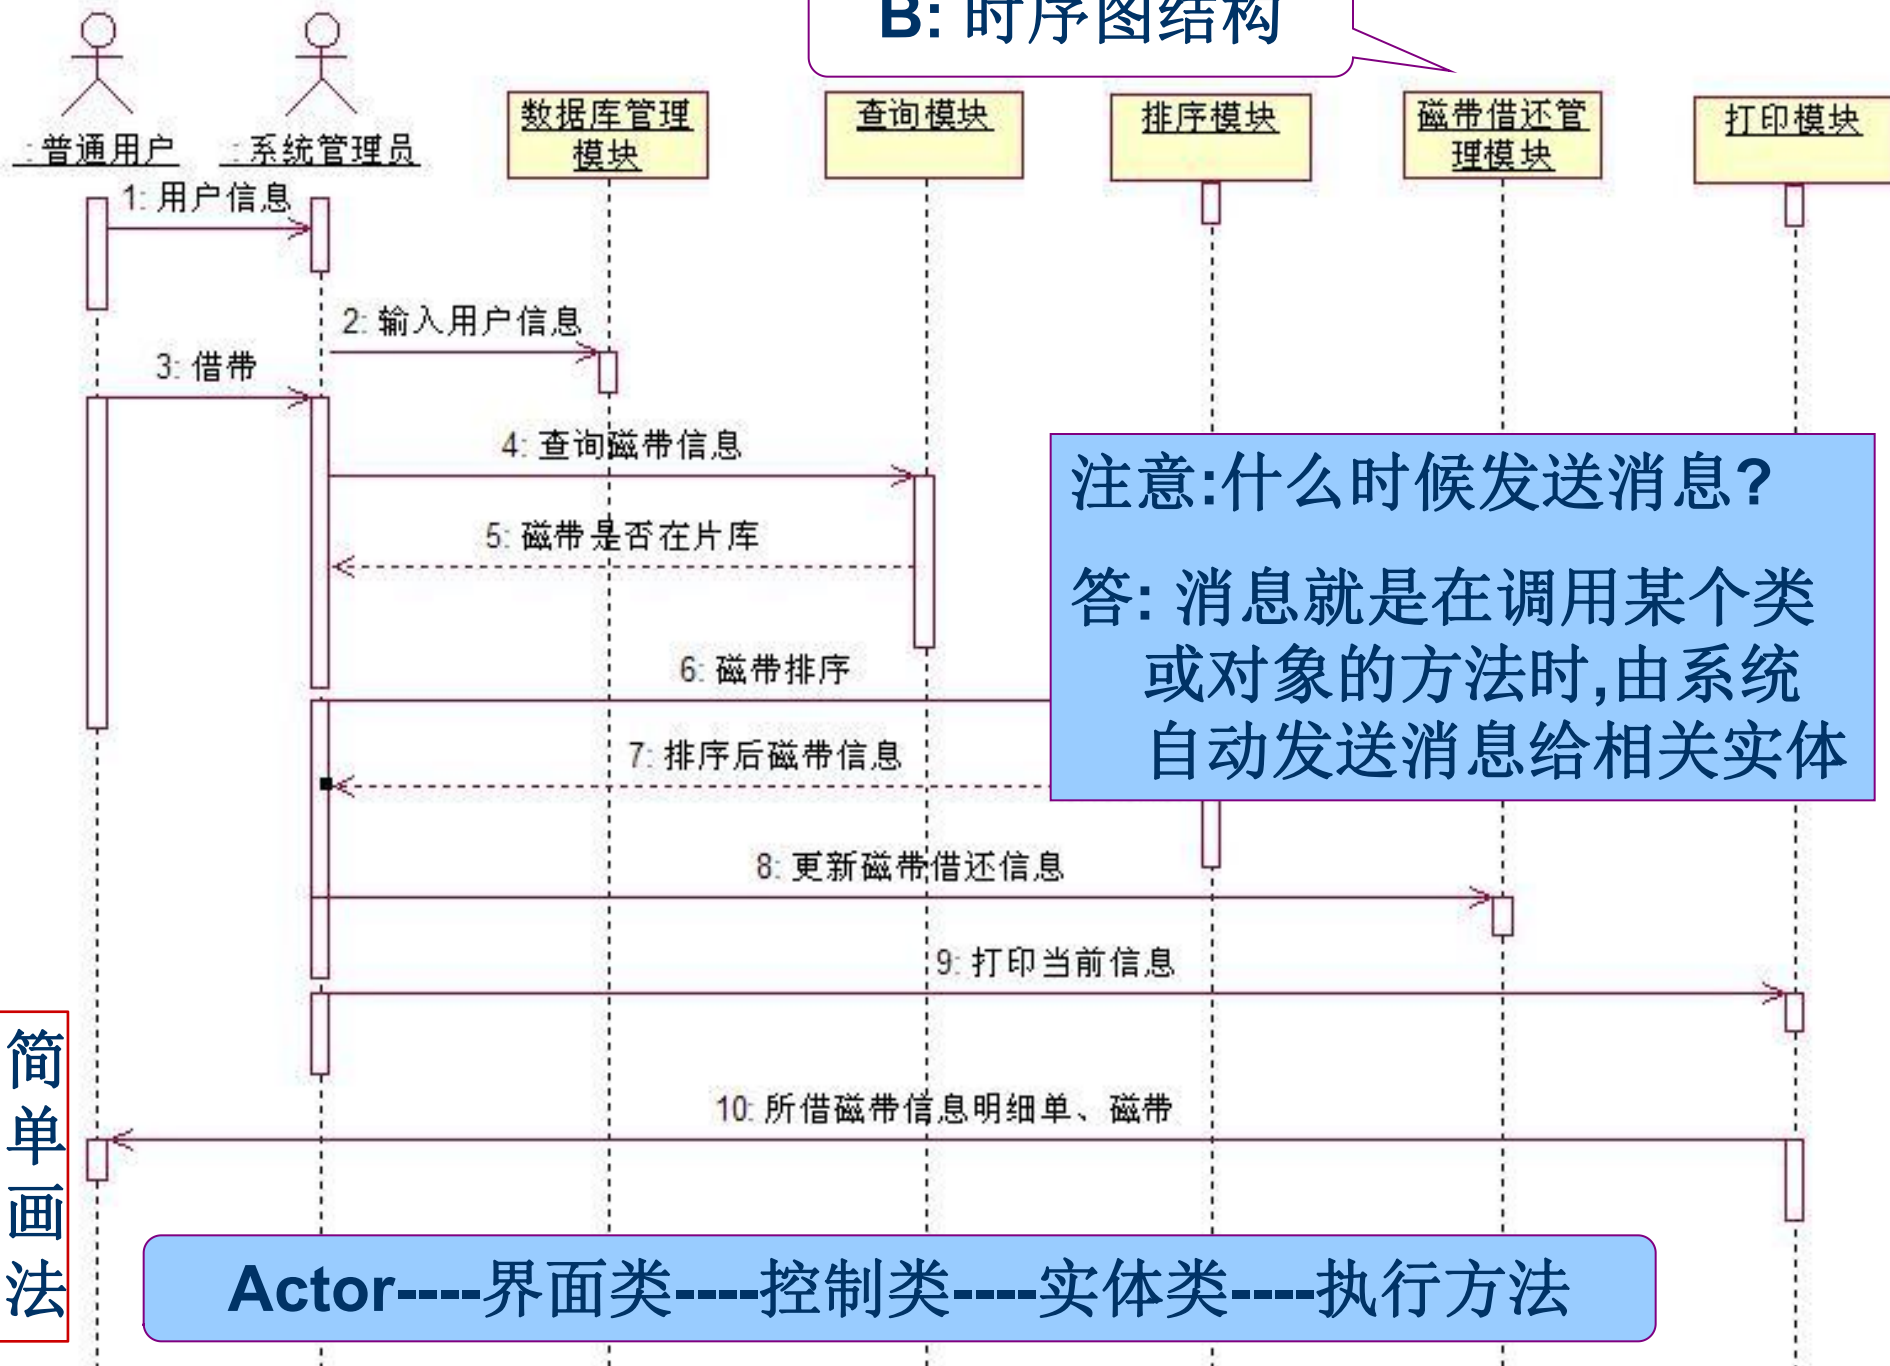 B: 时序图结构
: 普通用户
: 系统管理员
数据库管理
模块
查询模块
排序模块
磁带借还管
理模块
打印模块
1: 用户信息
2: 输入用户信息
3: 借带
4: 查询磁带信息
5: 磁带是否在片库
6: 磁带排序
7: 排序后磁带信息
8: 更新磁带借还信息
9: 打印当前信息
10: 所借磁带信息明细单、磁带
注意:什么时候发送消息?
答: 消息就是在调用某个类
或对象的方法时,由系统
自动发送消息给相关实体
简
单
画
法
Actor----界面类----控制类----实体类----执行方法